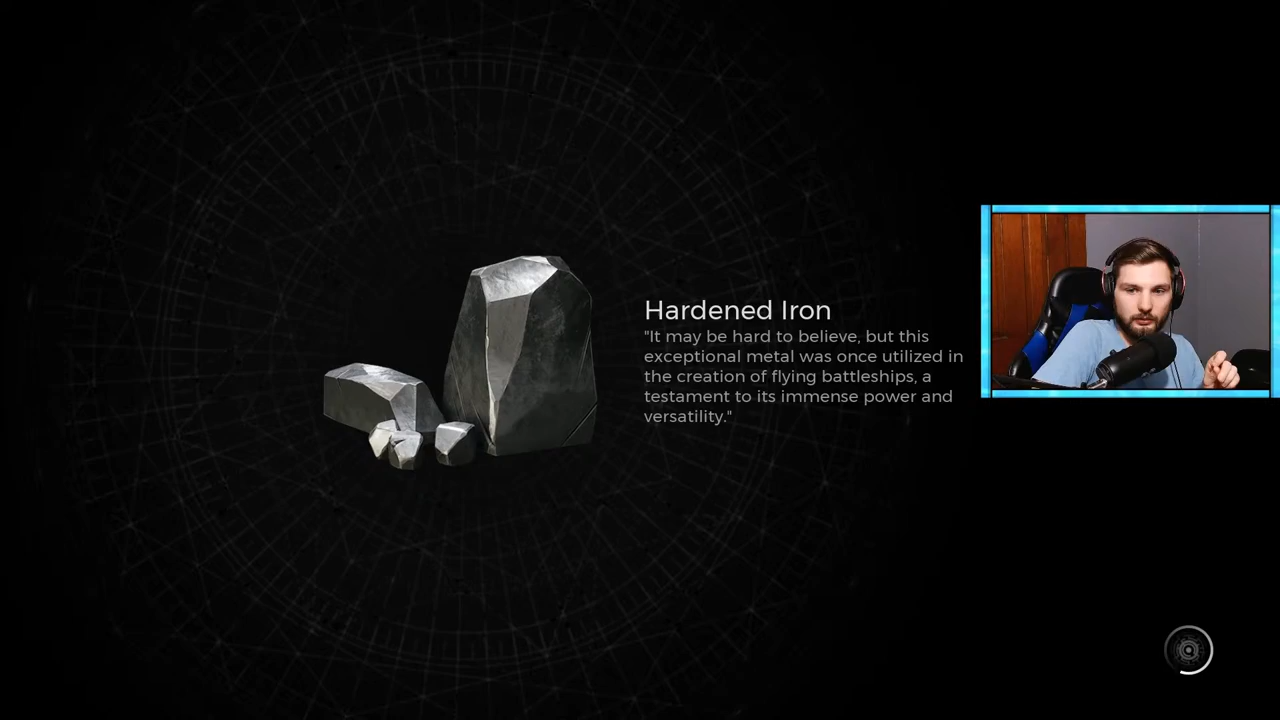 Hardened Iron
"It may be hard to believe, but this
exceptional metal was once utilized in
the creation of flying battleships, a
testament to its immense power and
versatility."